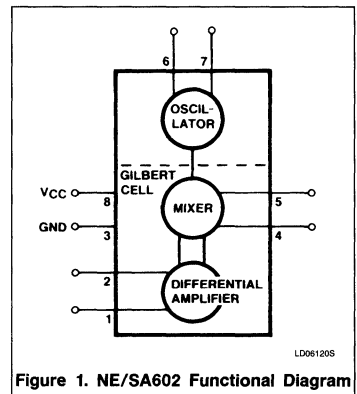 6 7
OSCIL-
LATOR
GILBERT
CELL
VCC 8
MIXER
5
GND 3
4
2
DIFFERENTIAL
AMPLIFIER
1
LD06120S
Figure 1. NE/SA602 Functional Diagram